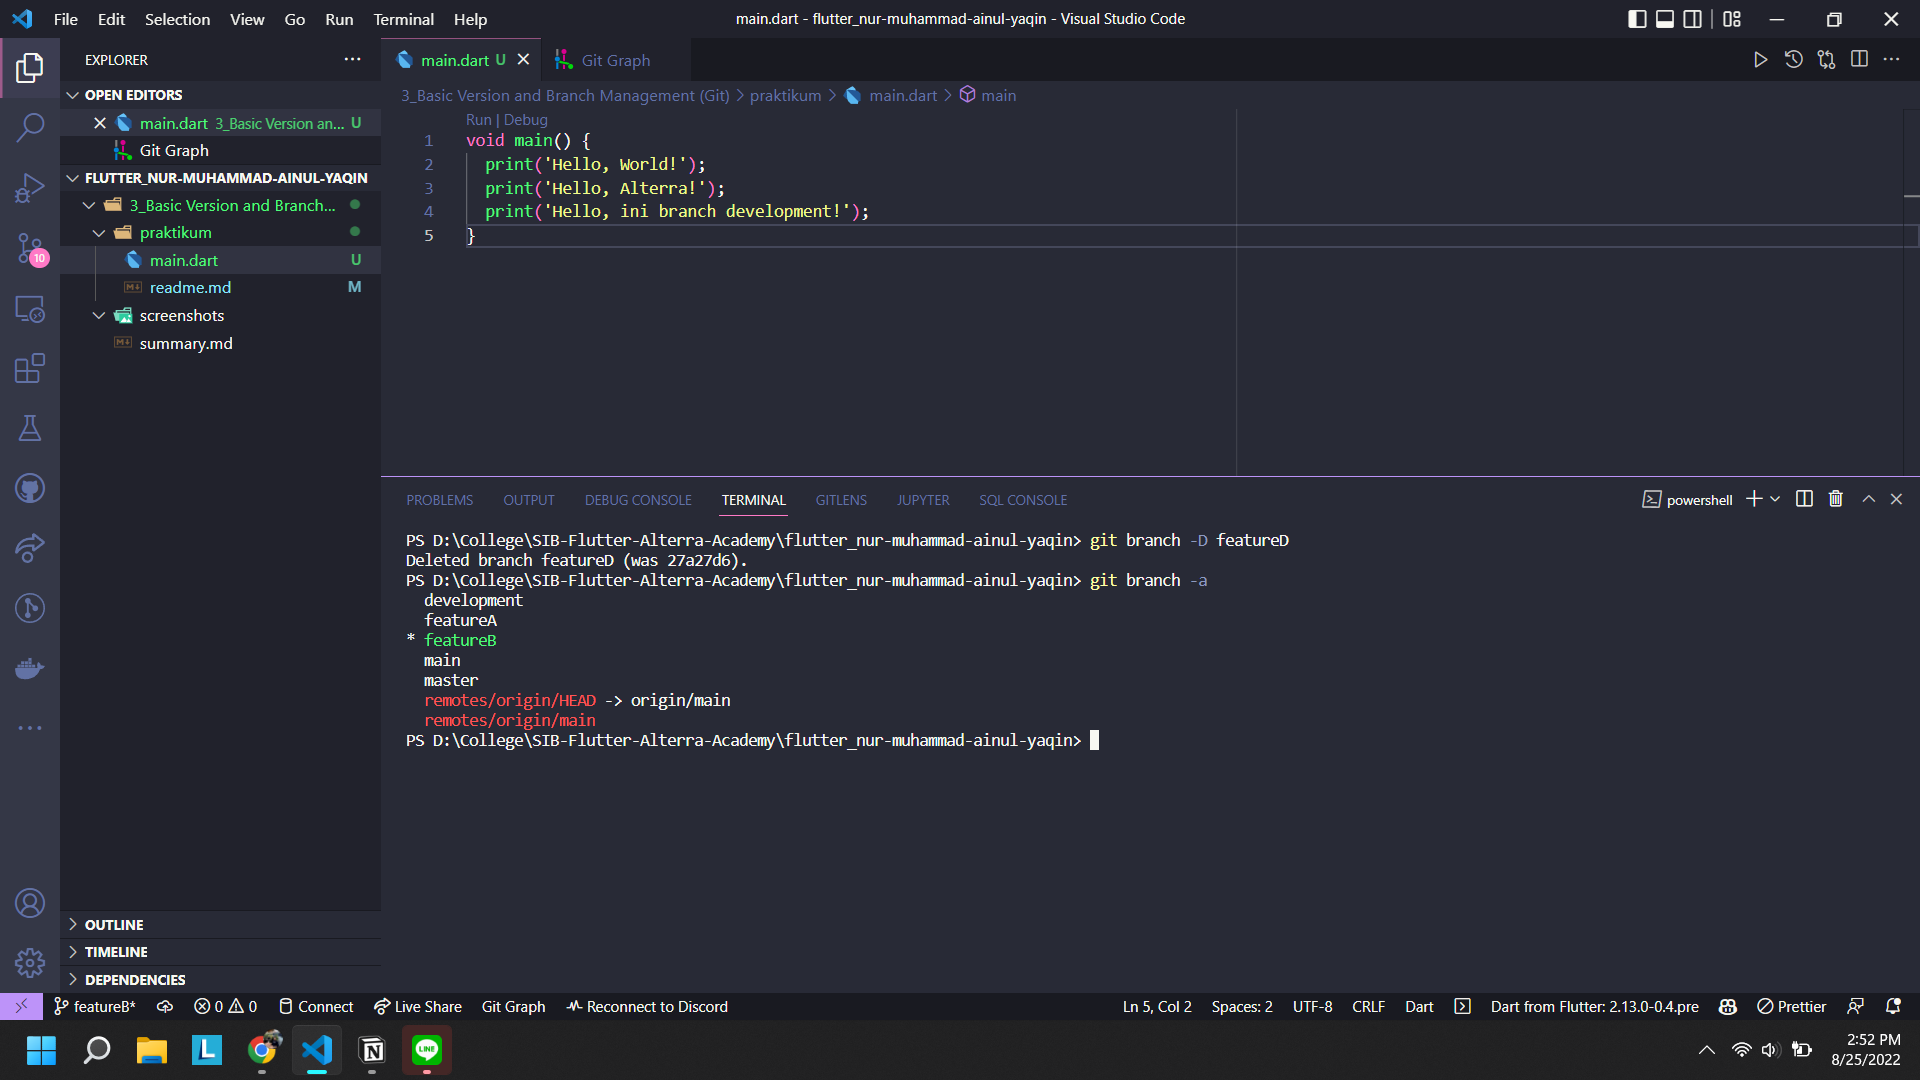 File Edit Selection View Go Run Terminal Help
main.dart - flutter_nur-muhammad-ainul-yaqin - Visual Studio Code
EXPLORER
OPEN EDITORS
main.dart 3_Basic Version an... U
Git Graph
FLUTTER_NUR-MUHAMMAD-AINUL-YAQIN
3_Basic Version and Branch...
praktikum
main.dart U
readme.md M
screenshots
summary.md
OUTLINE
TIMELINE
DEPENDENCIES
10
main.dart U
Git Graph
3_Basic Version and Branch Management (Git) > praktikum > main.dart > main
Run | Debug
1 void main() {
2 print('Hello, World!');
3 print('Hello, Alterra!');
4 print('Hello, ini branch development!');
5 }
PROBLEMS OUTPUT DEBUG CONSOLE TERMINAL GITLENS JUPYTER SQL CONSOLE
powershell
PS D:\College\SIB-Flutter-Alterra-Academy\flutter_nur-muhammad-ainul-yaqin> git branch -D featureD
Deleted branch featureD (was 27a27d6).
PS D:\College\SIB-Flutter-Alterra-Academy\flutter_nur-muhammad-ainul-yaqin> git branch -a
development
featureA
* featureB
main
master
remotes/origin/HEAD -> origin/main
remotes/origin/main
PS D:\College\SIB-Flutter-Alterra-Academy\flutter_nur-muhammad-ainul-yaqin>
featureB* 0 0 Connect Live Share Git Graph Reconnect to Discord
Ln 5, Col 2 Spaces: 2 UTF-8 CRLF Dart Dart from Flutter: 2.13.0-0.4.pre Prettier
L
N
LINE
2:52 PM
8/25/2022